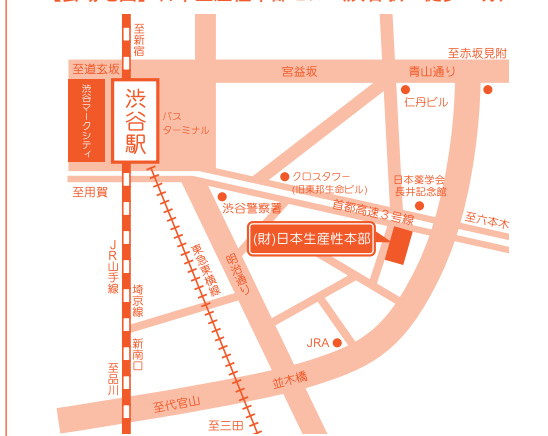 至新宿
至赤坂見附
至道玄坂
宮益坂
青山通り
渋谷マークシティ
渋谷駅
バス
ターミナル
仁丹ビル
クロスタワー
(旧東邦生命ビル)
日本薬学会
長井記念館
至用賀
渋谷警察署
首都高速3号線
至六本木
(財)日本生産性本部
JR山手線
東急東横線
明治通り
埼京線
新南口
JRA
至品川
並木橋
至代官山
至三田